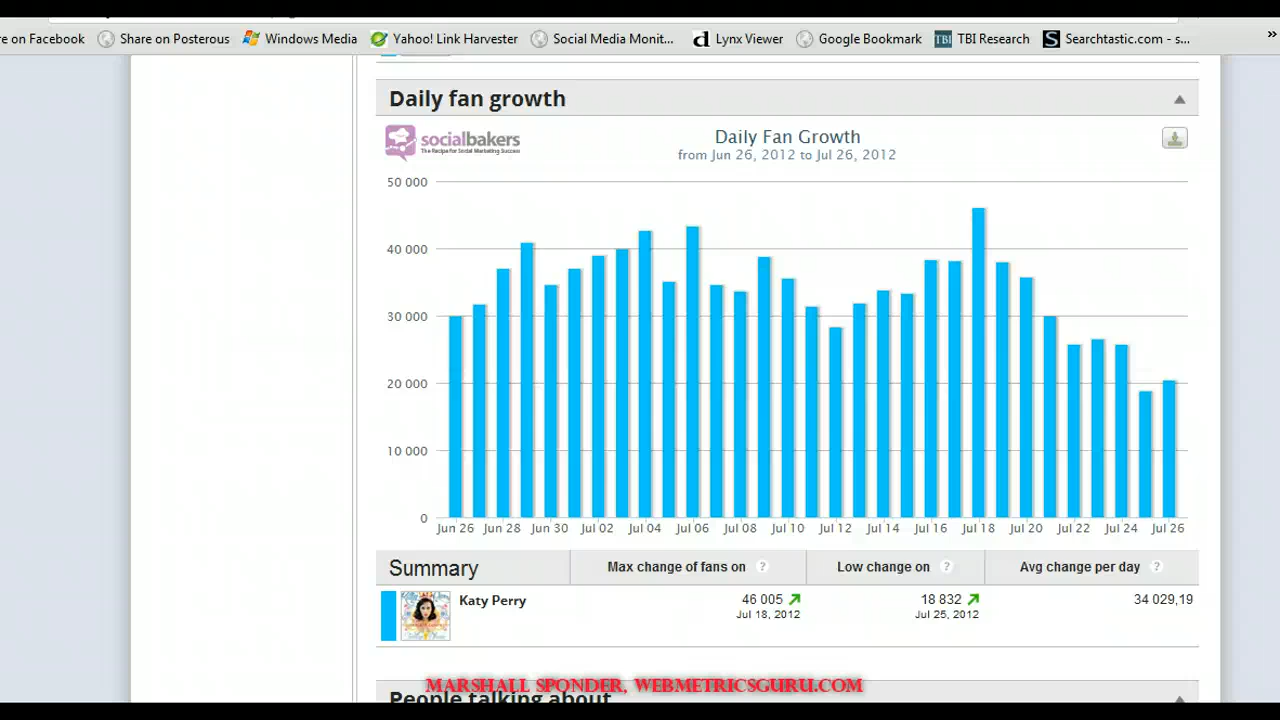 re on Facebook Share on Posterous Windows Media Yahoo! Link Harvester Social Media Monit... Lynx Viewer Google Bookmark TBI TBI Research S Searchtastic.com - s... »
Daily fan growth
socialbakers
The Recipe for Social Marketing Success
Daily Fan Growth
from Jun 26, 2012 to Jul 26, 2012
50 000
40 000
30 000
20 000
10 000
0
Jun 26 Jun 28 Jun 30 Jul 02 Jul 04 Jul 06 Jul 08 Jul 10 Jul 12 Jul 14 Jul 16 Jul 18 Jul 20 Jul 22 Jul 24 Jul 26
Summary Max change of fans on ? Low change on ? Avg change per day ?
Katy Perry 46 005 18 832 34 029,19
Jul 18, 2012 Jul 25, 2012
MARSHALL SPONDER, WEBMETRICSGURU.COM
People talking about